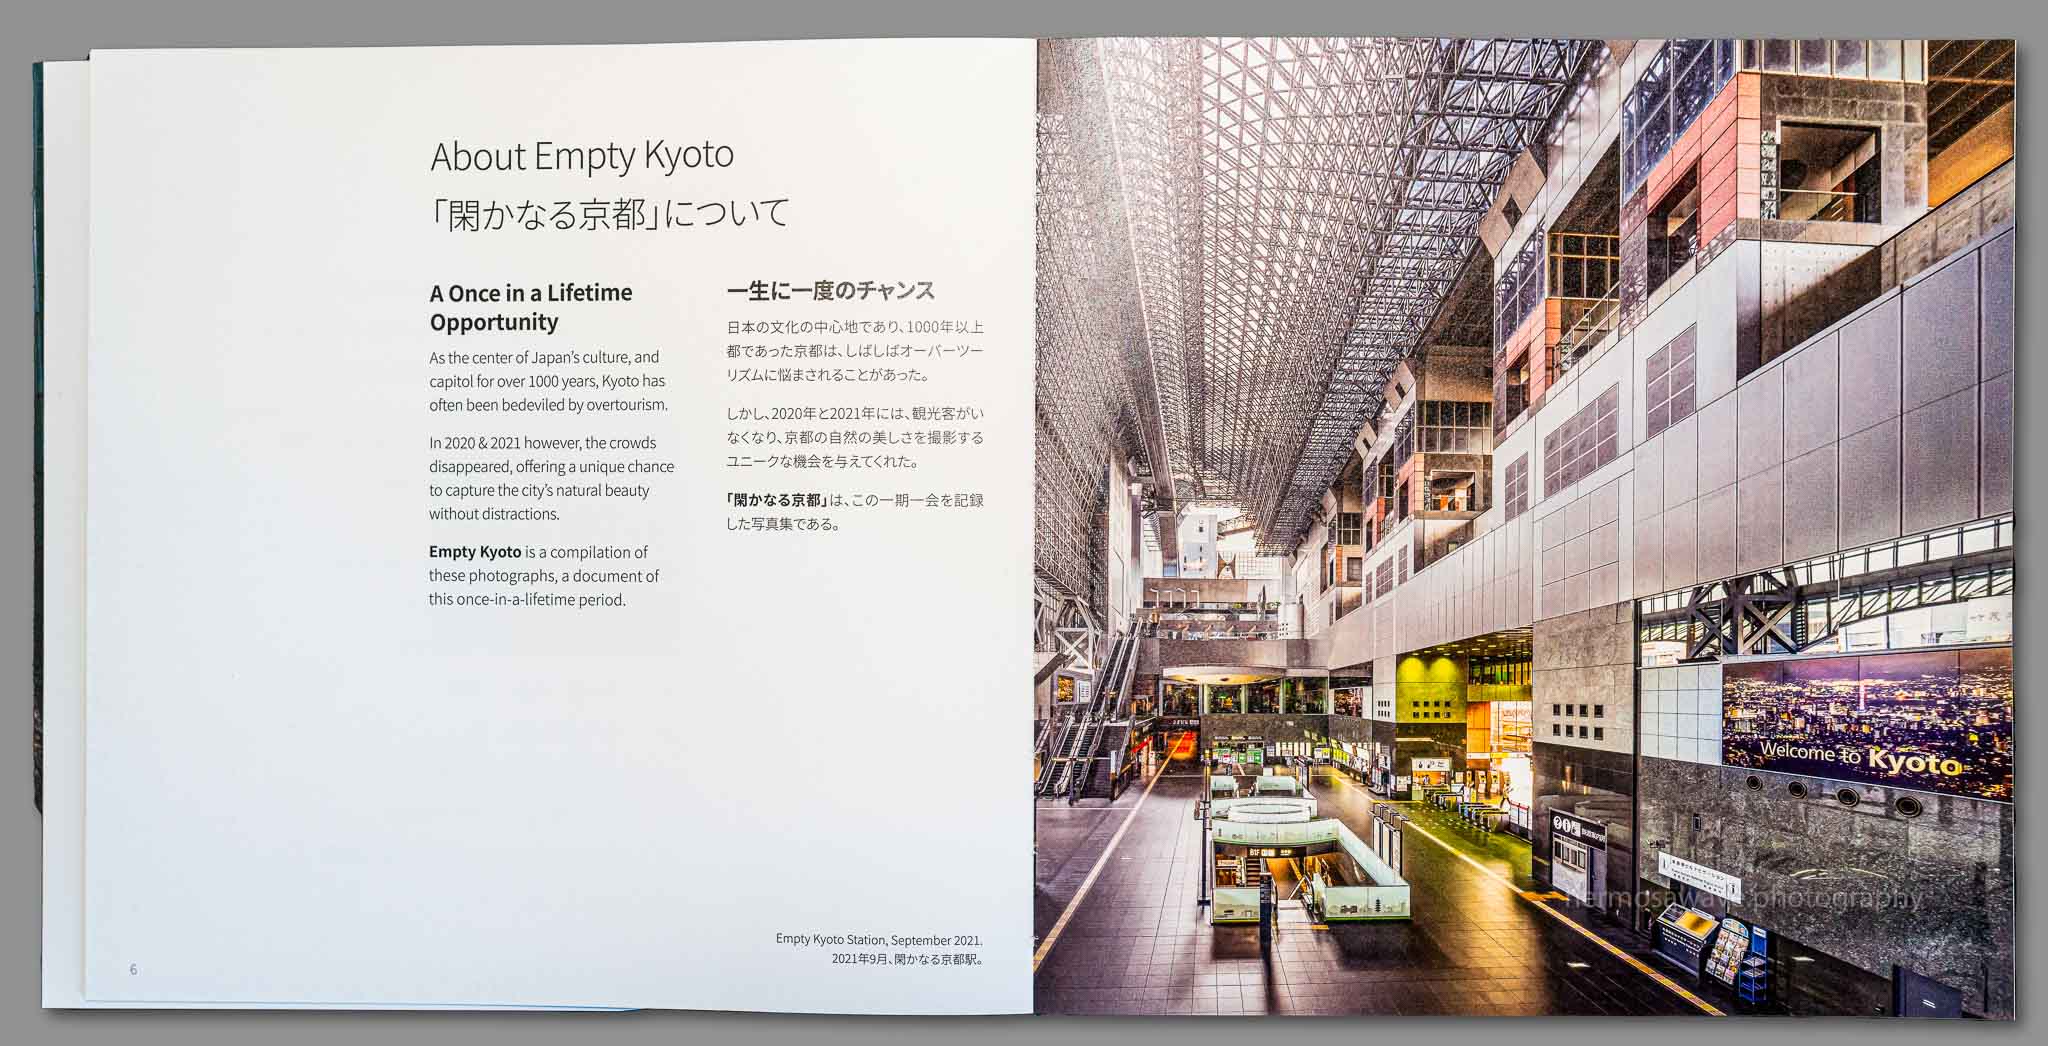 About Empty Kyoto
「閑かなる京都」について
A Once in a Lifetime
Opportunity
As the center of Japan's culture, and
capitol for over 1000 years, Kyoto has
often been bedeviled by overtourism.
In 2020 & 2021 however, the crowds
disappeared, offering a unique chance
to capture the city's natural beauty
without distractions.
Empty Kyoto is a compilation of
these photographs, a document of
this once-in-a-lifetime period.
一生に一度のチャンス
日本の文化の中心地であり、1000年以上
都であった京都は、しばしばオーバーツー
リズムに悩まされることがあった。
しかし、2020年と2021年には、観光客がい
なくなり、京都の自然の美しさを撮影する
ユニークな機会を与えてくれた。
「閑かなる京都」は、この一期一会を記録
した写真集である。
Empty Kyoto Station, September 2021.
2021年9月、閑かなる京都駅。
6
Welcome to Kyoto
B1F
hermosawave photography